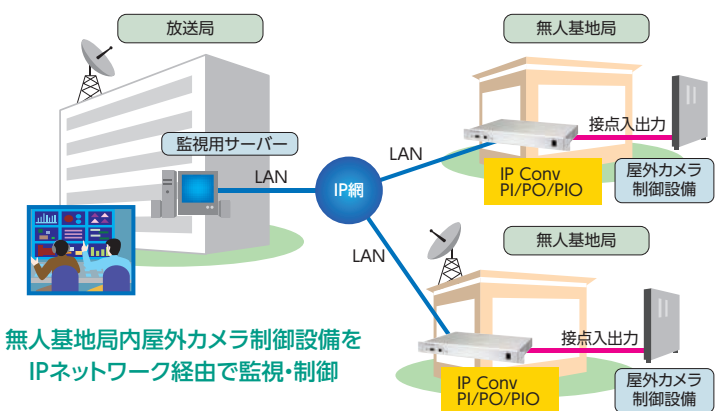 放送局
無人基地局
監視用サーバー
接点入出力
LAN
LAN
IP網
IP Conv
PI/PO/PIO
屋外カメラ
制御設備
無人基地局
LAN
無人基地局内屋外カメラ制御設備を
IPネットワーク経由で監視・制御
接点入出力
IP Conv
PI/PO/PIO
屋外カメラ
制御設備